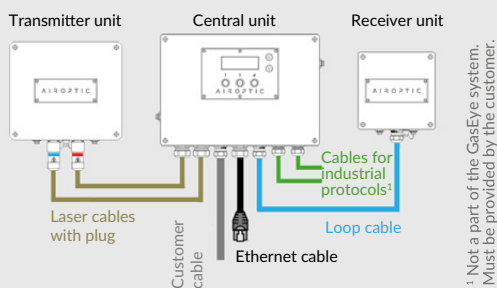 Transmitter unit
Central unit
Receiver unit
AIROPTIC
AIROPTIC
AIROPTIC
Cables for
industrial
protocols¹
Laser cables
with plug
Loop cable
Customer
cable
Ethernet cable
¹ Not a part of the GasEye system.
Must be provided by the customer.